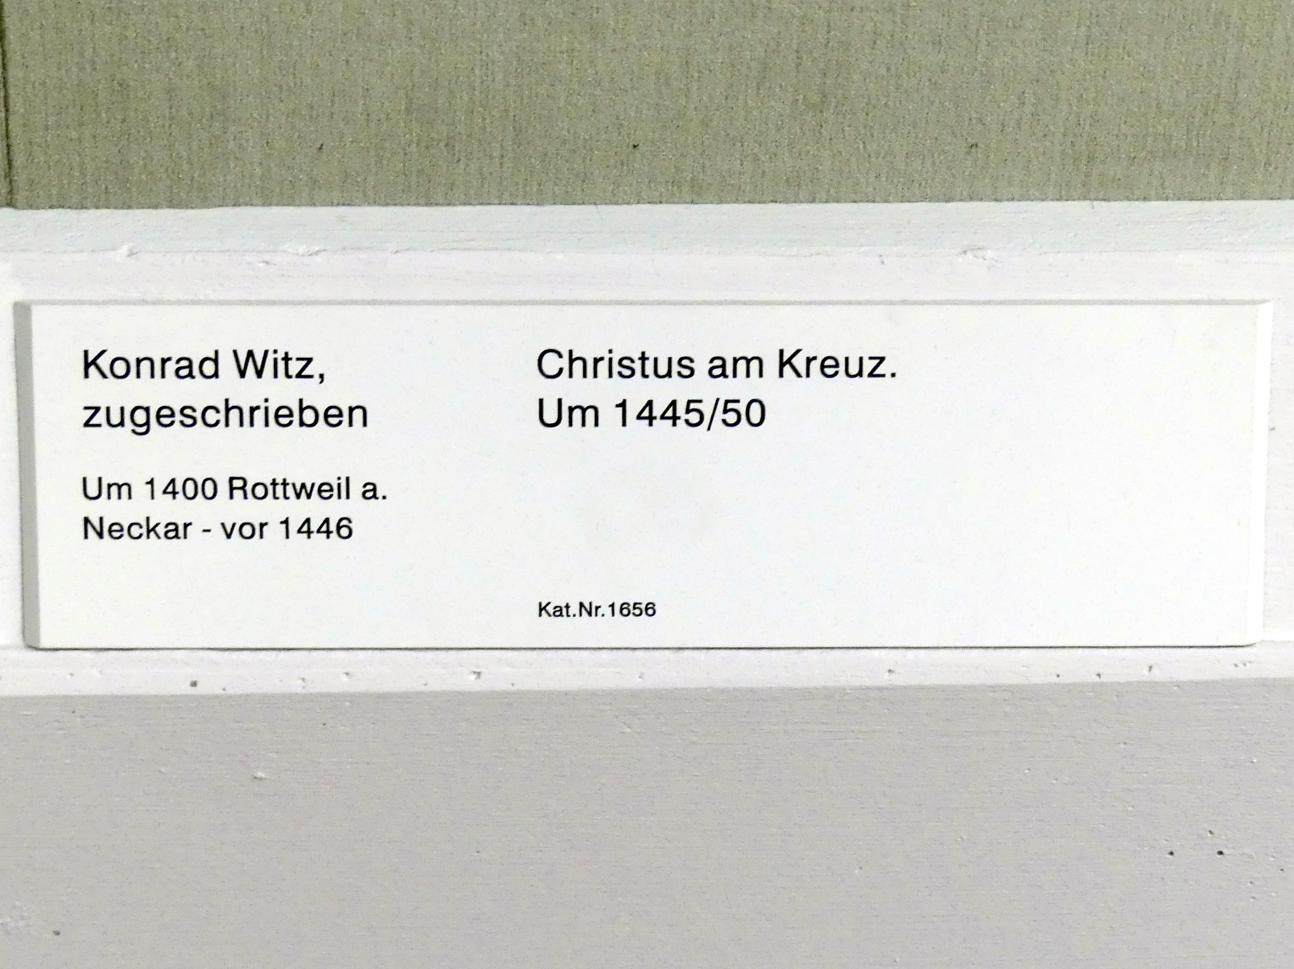 Konrad Witz,
zugeschrieben
Um 1400 Rottweil a.
Neckar - vor 1446
Christus am Kreuz.
Um 1445/50
Kat.Nr.1656